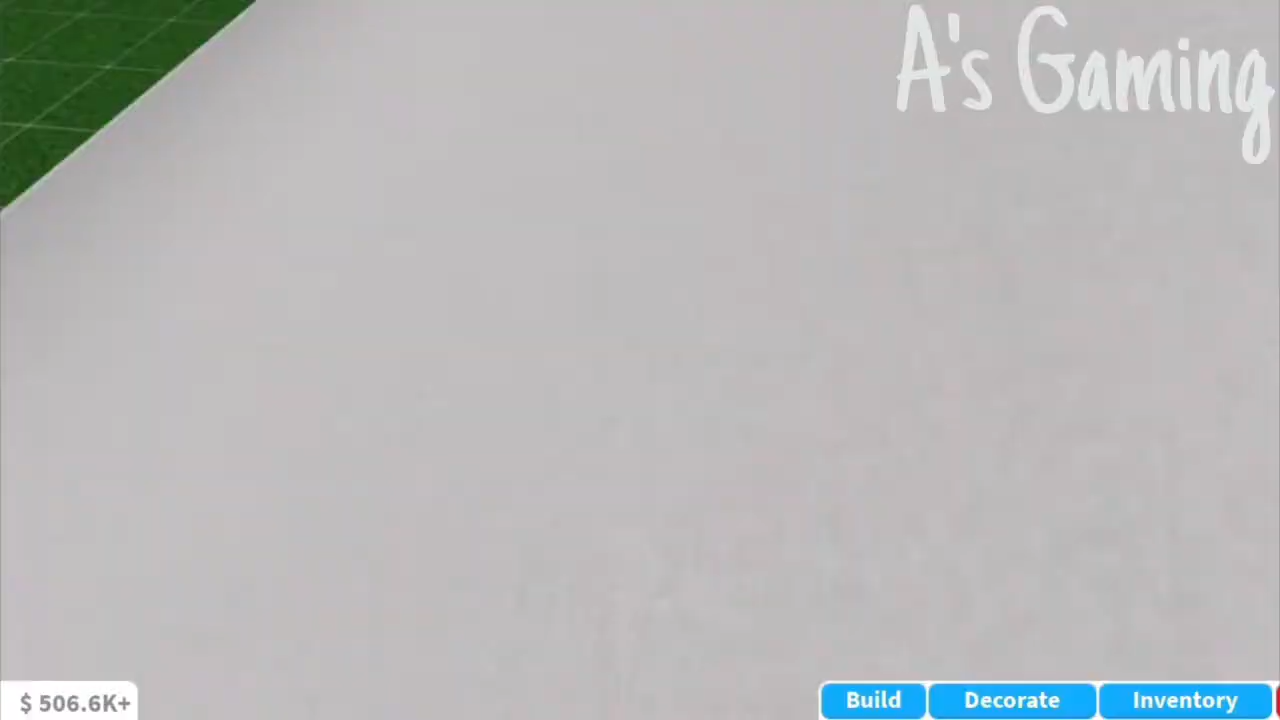 A's Gaming
$ 506.6K+
Build
Decorate
Inventory